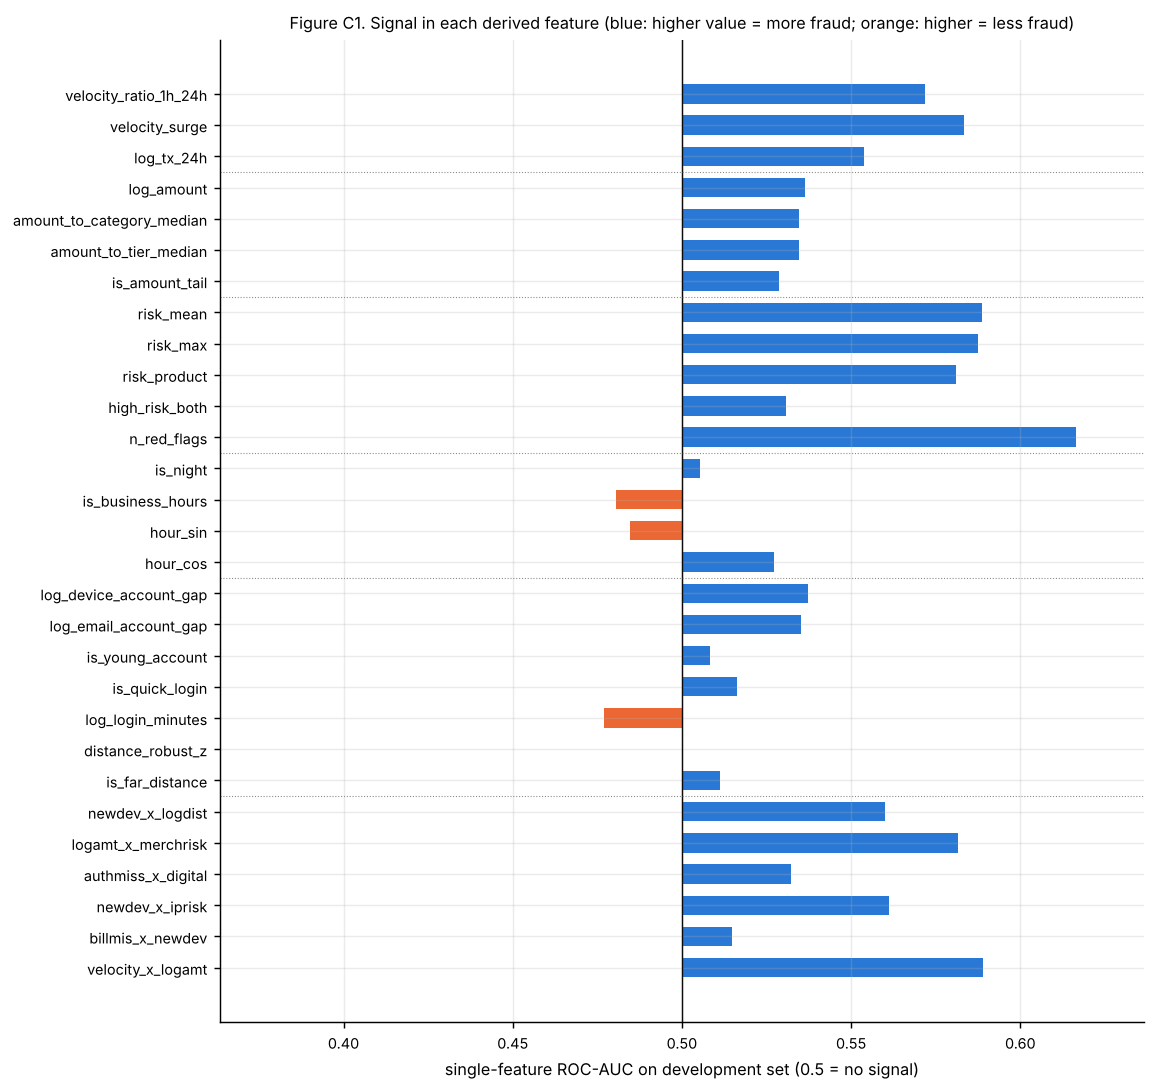 Figure C1. Signal in each derived feature (blue: higher value = more fraud; orange: higher = less fraud)
velocity_ratio_1h_24h
velocity_surge
log_tx_24h
log_amount
amount_to_category_median
amount_to_tier_median
is_amount_tail
risk_mean
risk_max
risk_product
high_risk_both
n_red_flags
is_night
is_business_hours
hour_sin
hour_cos
log_device_account_gap
log_email_account_gap
is_young_account
is_quick_login
log_login_minutes
distance_robust_z
is_far_distance
newdev_x_logdist
logamt_x_merchrisk
authmiss_x_digital
newdev_x_iprisk
billmis_x_newdev
velocity_x_logamt
0.40 0.45 0.50 0.55 0.60
single-feature ROC-AUC on development set (0.5 = no signal)